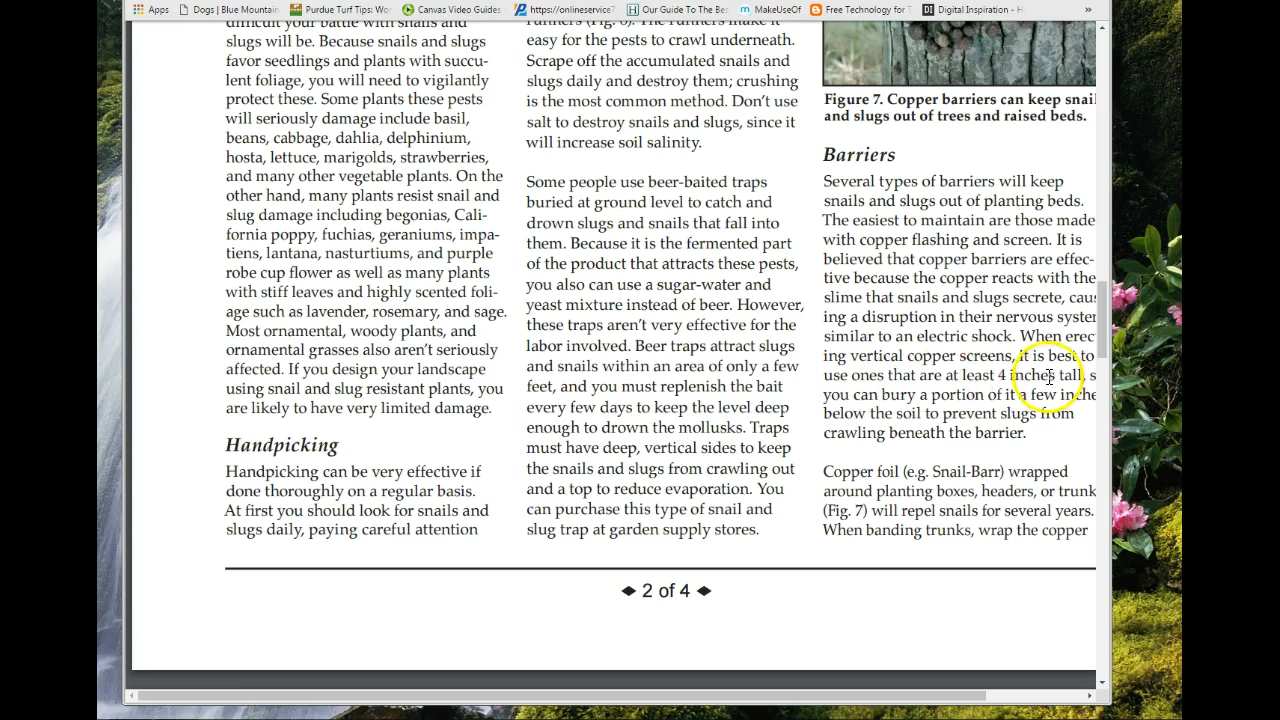 Apps
Dogs | Blue Mountain
Purdue Turf Tips: We
Canvas Video Guides
https://onlineservice
Our Guide To The Bes
MakeUseOf
Free Technology for T
Digital Inspiration - H
»
difficult your battle with snails and
slugs will be. Because snails and slugs
favor seedlings and plants with succu-
lent foliage, you will need to vigilantly
protect these. Some plants these pests
will seriously damage include basil,
beans, cabbage, dahlia, delphinium,
hosta, lettuce, marigolds, strawberries,
and many other vegetable plants. On the
other hand, many plants resist snail and
slug damage including begonias, Cali-
fornia poppy, fuchias, geraniums, impa-
tiens, lantana, nasturtiums, and purple
robe cup flower as well as many plants
with stiff leaves and highly scented foli-
age such as lavender, rosemary, and sage.
Most ornamental, woody plants, and
ornamental grasses also aren't seriously
affected. If you design your landscape
using snail and slug resistant plants, you
are likely to have very limited damage.
Handpicking
Handpicking can be very effective if
done thoroughly on a regular basis.
At first you should look for snails and
slugs daily, paying careful attention
runners (Fig. 6). The runners make it
easy for the pests to crawl underneath.
Scrape off the accumulated snails and
slugs daily and destroy them; crushing
is the most common method. Don't use
salt to destroy snails and slugs, since it
will increase soil salinity.
Some people use beer-baited traps
buried at ground level to catch and
drown slugs and snails that fall into
them. Because it is the fermented part
of the product that attracts these pests,
you also can use a sugar-water and
yeast mixture instead of beer. However,
these traps aren't very effective for the
labor involved. Beer traps attract slugs
and snails within an area of only a few
feet, and you must replenish the bait
every few days to keep the level deep
enough to drown the mollusks. Traps
must have deep, vertical sides to keep
the snails and slugs from crawling out
and a top to reduce evaporation. You
can purchase this type of snail and
slug trap at garden supply stores.
Figure 7. Copper barriers can keep snail
and slugs out of trees and raised beds.
Barriers
Several types of barriers will keep
snails and slugs out of planting beds.
The easiest to maintain are those made
with copper flashing and screen. It is
believed that copper barriers are effec-
tive because the copper reacts with the
slime that snails and slugs secrete, caus
ing a disruption in their nervous system
similar to an electric shock. When erect
ing vertical copper screens, it is best to
use ones that are at least 4 inches tall, s
you can bury a portion of it a few inche
below the soil to prevent slugs from
crawling beneath the barrier.
Copper foil (e.g. Snail-Barr) wrapped
around planting boxes, headers, or trunk
(Fig. 7) will repel snails for several years.
When banding trunks, wrap the copper
2 of 4